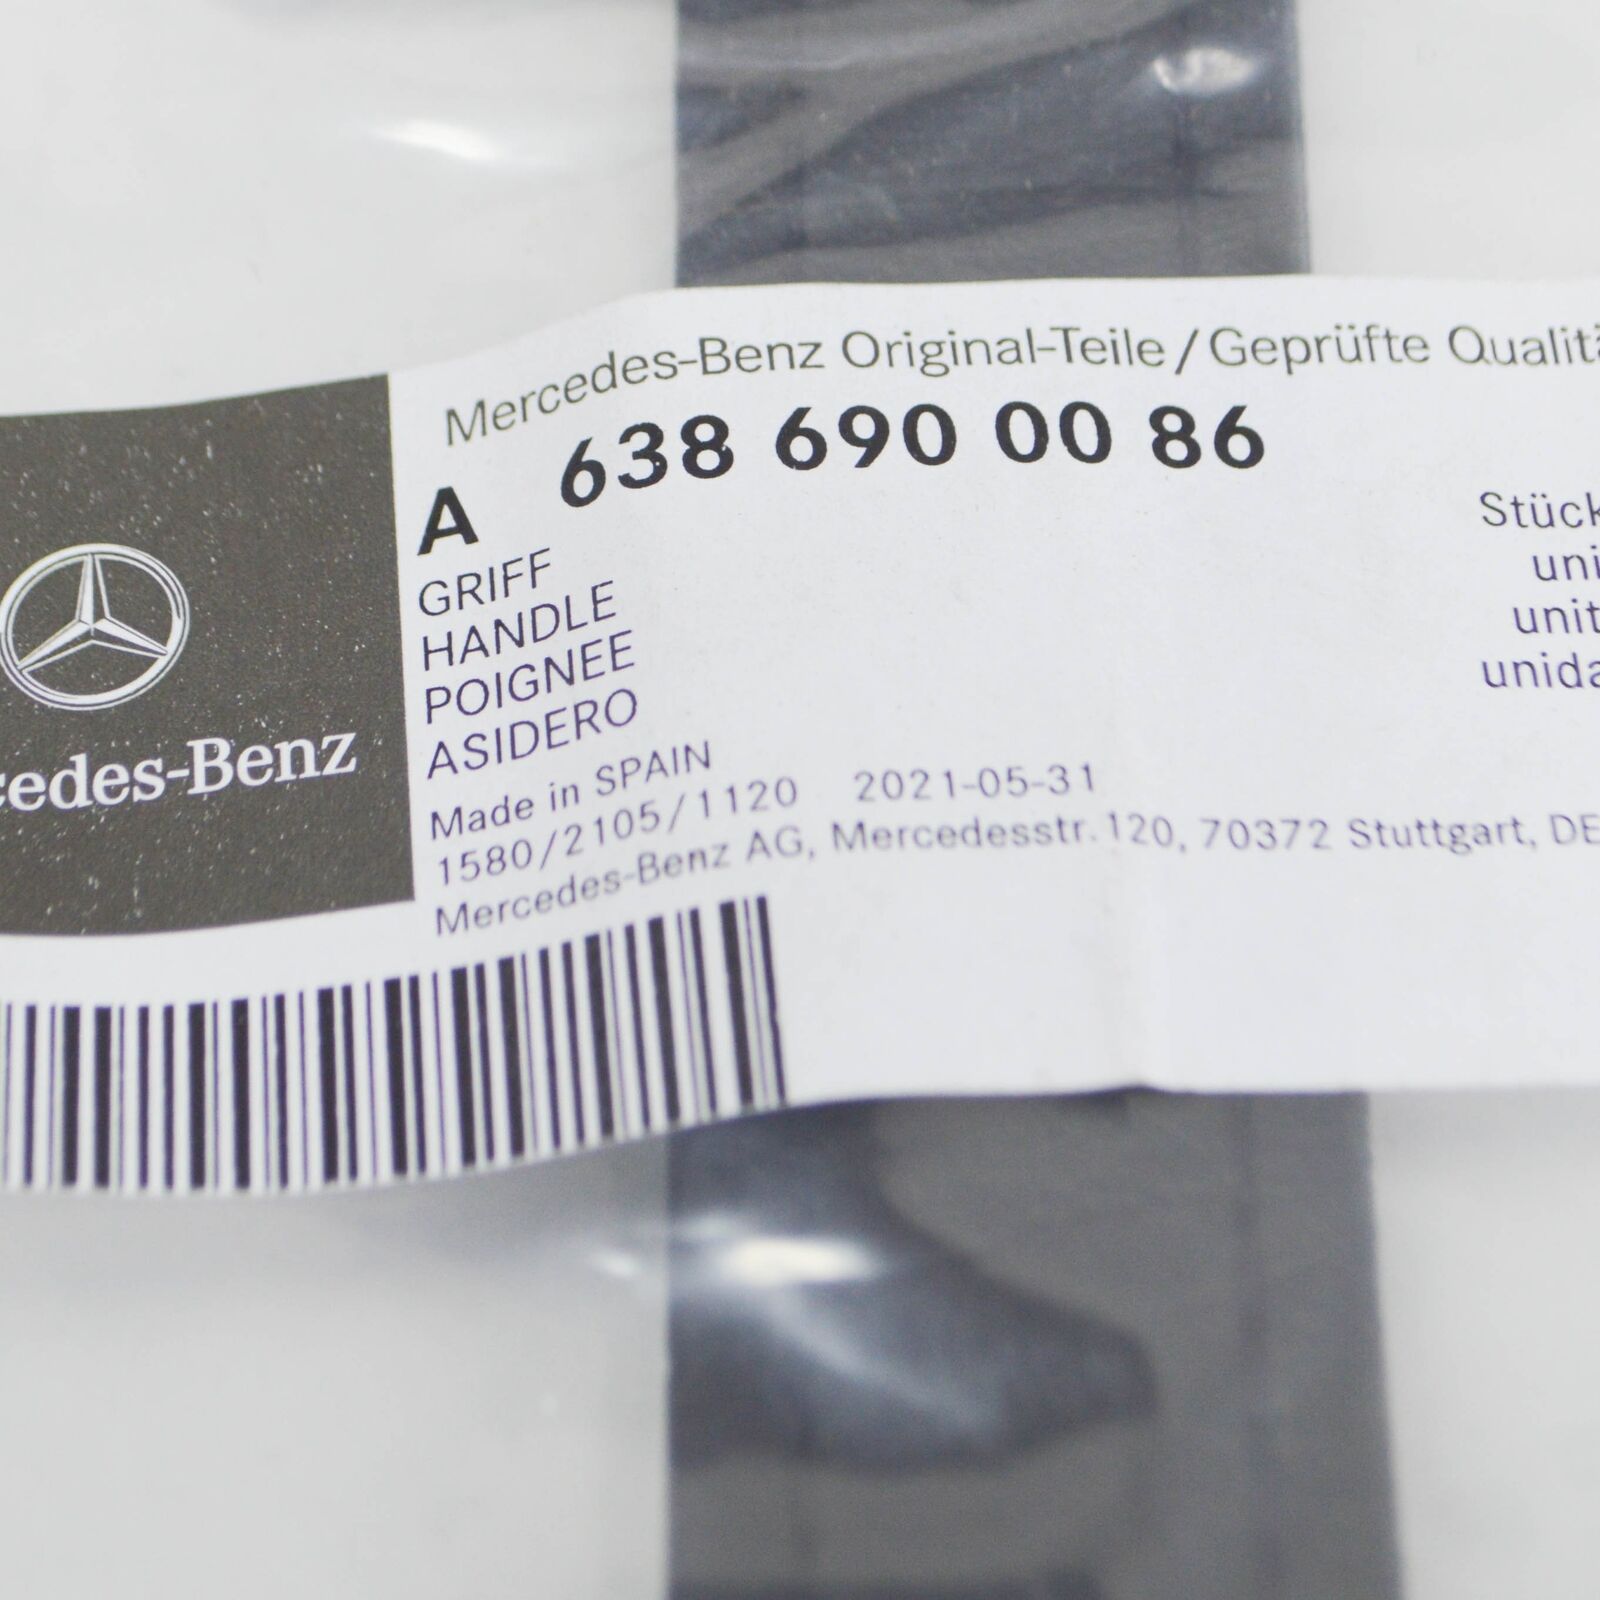 Mercedes-Benz Original-Teile/Geprüfte Qualitä
A 638 690 00 86
GRIFF
HANDLE
POIGNEE
ASIDERO
Made in SPAIN
1580/2105/1120 2021-05-31
Mercedes-Benz AG, Mercedesstr.120, 70372 Stuttgart, DE
Stück
uni
unit
unida
cedes-Benz